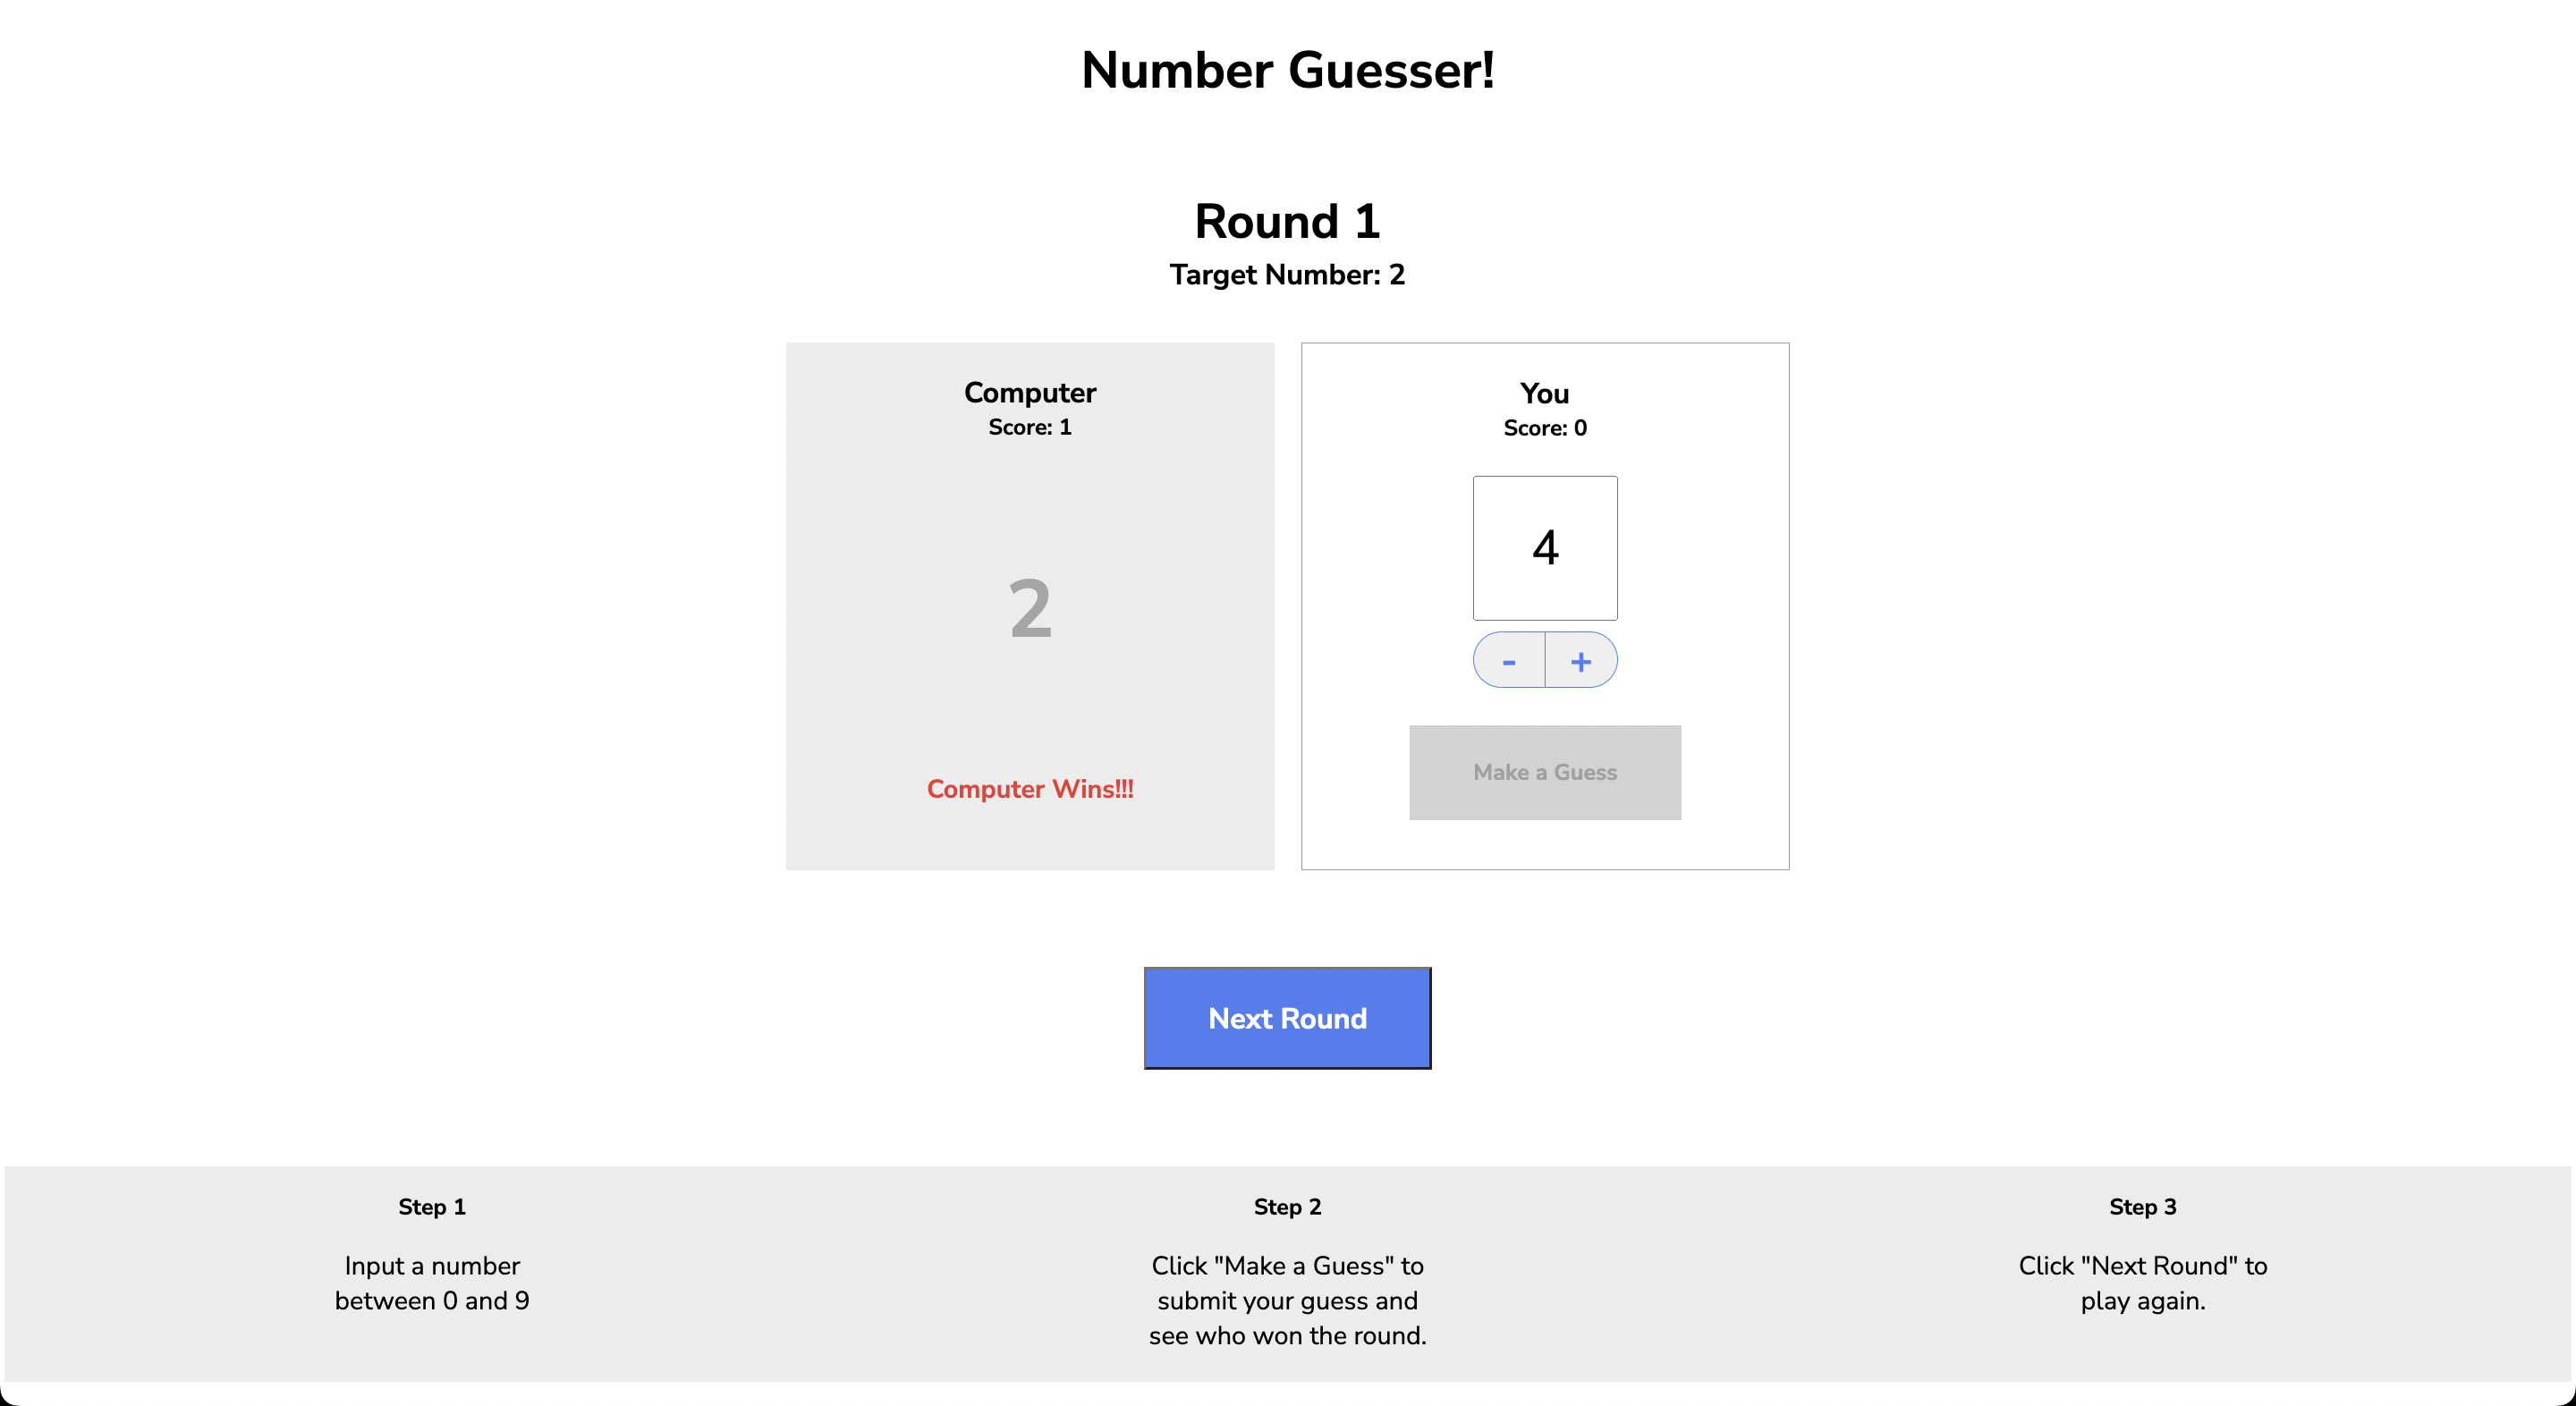 Number Guesser!
Round 1
Target Number: 2
Computer
Score: 1
2
Computer Wins!!!
You
Score: 0
4
- +
Make a Guess
Next Round
Step 1
Input a number
between 0 and 9
Step 2
Click "Make a Guess" to
submit your guess and
see who won the round.
Step 3
Click "Next Round" to
play again.